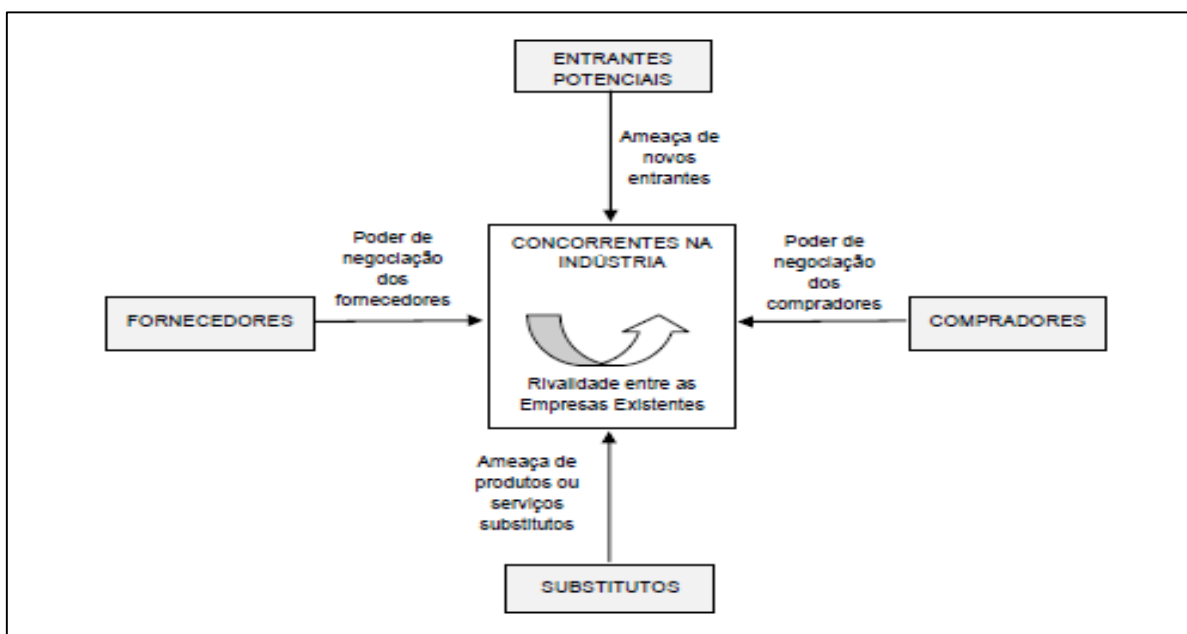 ENTRANTES
POTENCIAIS
Ameaça de
novos
entrantes
Poder de
negociação
dos
fornecedores
CONCORRENTES NA
INDÚSTRIA
Poder de
negociação
dos
compradores
FORNECEDORES
COMPRADORES
Rivalidade entre as
Empresas Existentes
Ameaça de
produtos ou
serviços
substitutos
SUBSTITUTOS